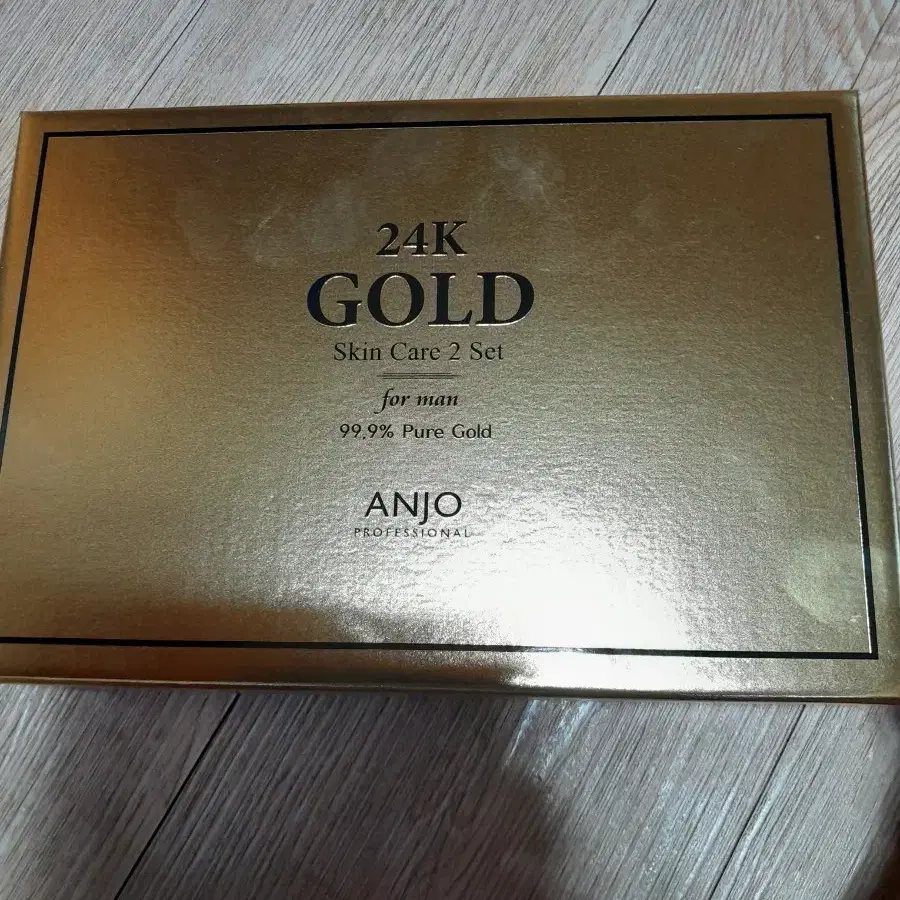 24K
GOLD
Skin Care 2 Set
for man
99.9% Pure Gold
ANJO
PROFESSIONAL